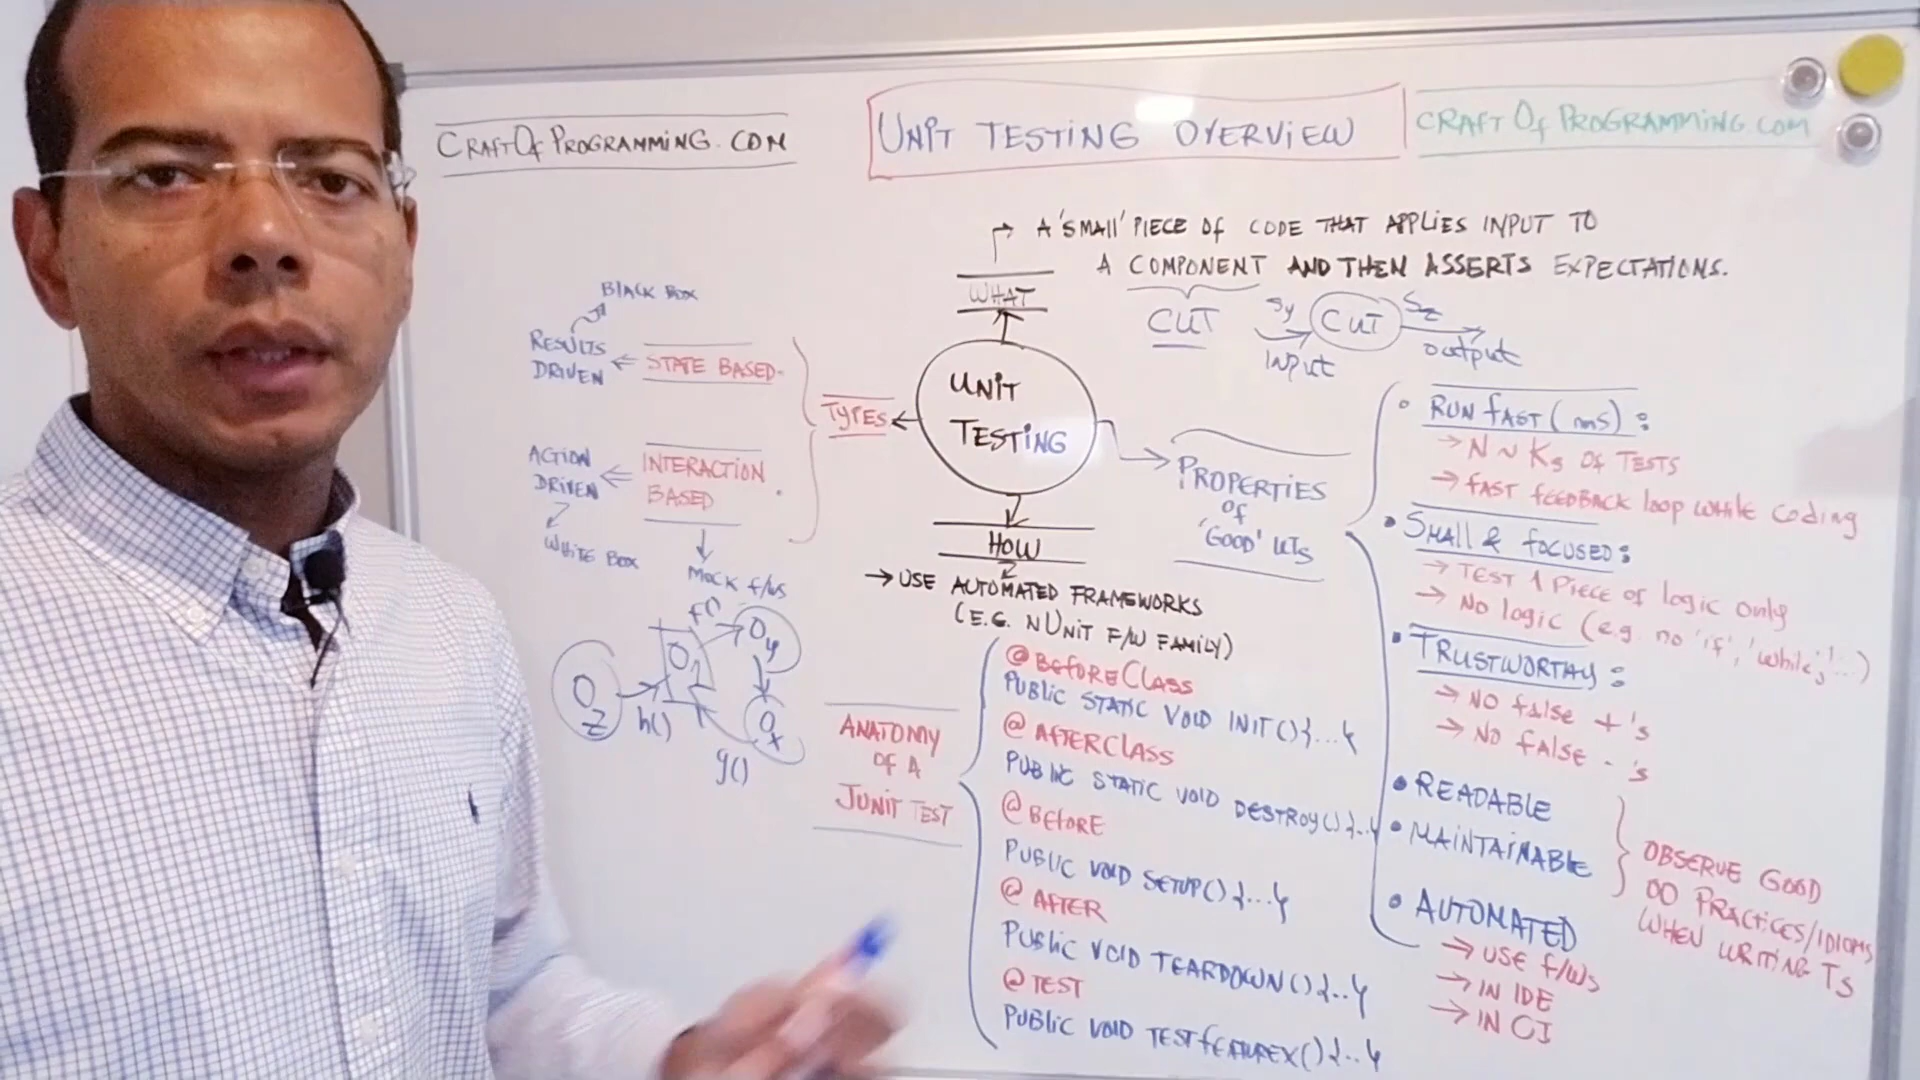 CRAFTOFPROGRAMMING.COM
UNIT TESTING OVERVIEW
CRAFTOFPROGRAMMING.COM
WHAT
A 'SMALL' PIECE OF CODE THAT APPLIES INPUT TO
A COMPONENT AND THEN ASSERTS EXPECTATIONS.
CUT
Sy
INPUT
CUT
Sz
OUTPUT
UNIT
TESTING
TYPES
STATE BASED
RESULTS
DRIVEN
BLACK BOX
INTERACTION
BASED
ACTION
DRIVEN
WHITE BOX
MOCK F/WS
f()
Oy
O1
Oz
h()
Ox
g()
HOW
→ USE AUTOMATED FRAMEWORKS
(E.G. NUNIT F/W FAMILY)
ANATOMY
OF A
JUNIT TEST
@BEFORECLASS
PUBLIC STATIC VOID INIT(){...}
@AFTERCLASS
PUBLIC STATIC VOID DESTROY(){..}
@BEFORE
PUBLIC VOID SETUP(){...}
@AFTER
PUBLIC VOID TEARDOWN(){..}
@TEST
PUBLIC VOID TESTFEATUREX(){..}
PROPERTIES
OF
'GOOD' UTS
• RUN FAST (ms):
→ N ~ Ks OF TESTS
→ FAST FEEDBACK LOOP WHILE CODING
• SMALL & FOCUSED:
→ TEST 1 PIECE OF LOGIC ONLY
→ NO LOGIC (e.g. no 'if', 'while', ...)
• TRUSTWORTHY:
→ NO FALSE +'s
→ NO FALSE -'s
• READABLE
• MAINTAINABLE
OBSERVE GOOD
OO PRACTICES/IDIOMS
WHEN WRITING TS
• AUTOMATED
→ USE F/WS
→ IN IDE
→ IN CI